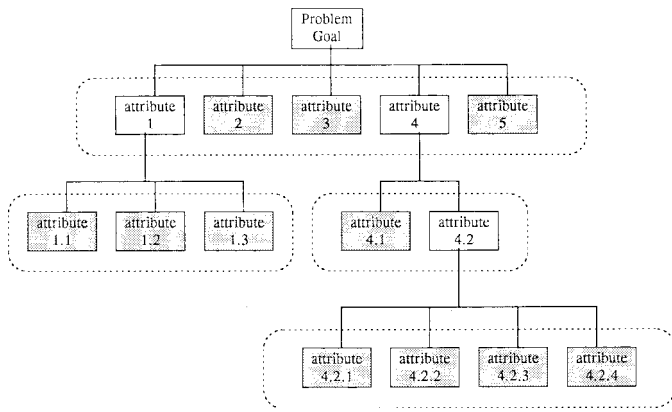 Problem
Goal
attribute
1
attribute
2
attribute
3
attribute
4
attribute
5
attribute
1.1
attribute
1.2
attribute
1.3
attribute
4.1
attribute
4.2
attribute
4.2.1
attribute
4.2.2
attribute
4.2.3
attribute
4.2.4